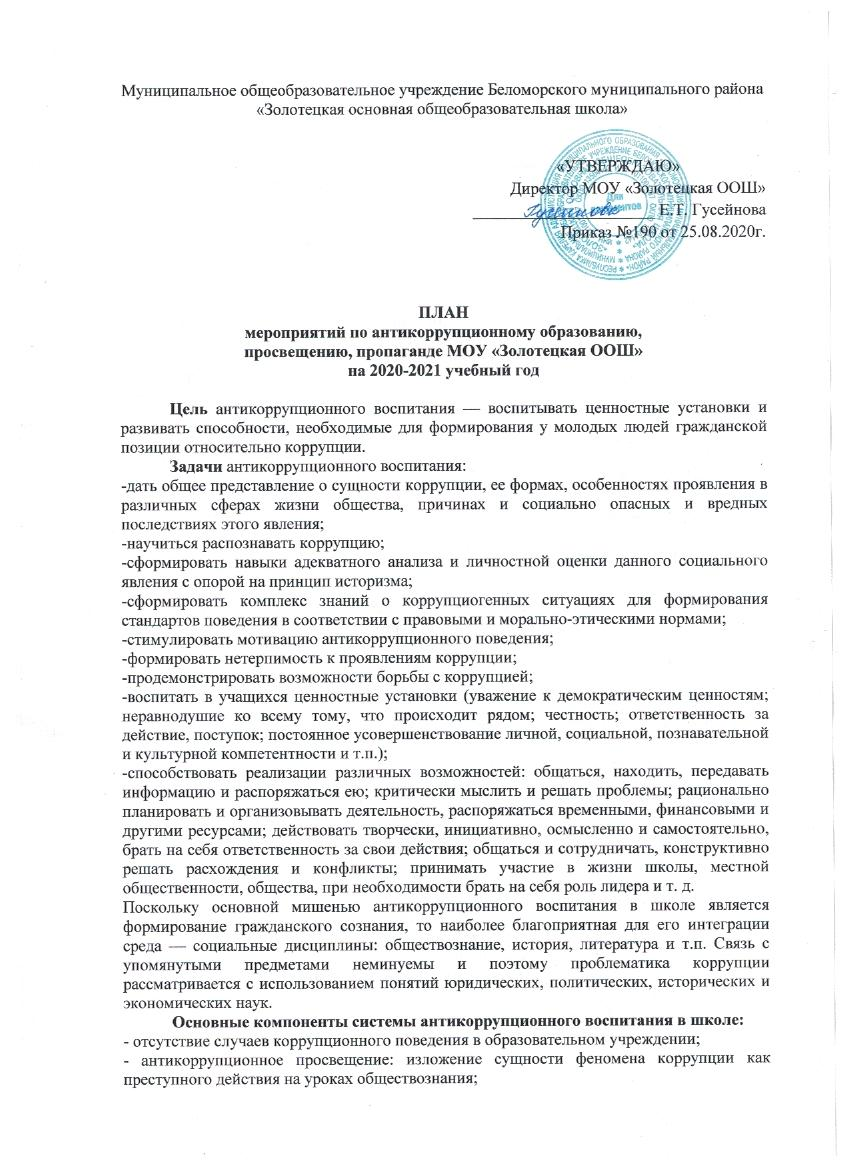 Муниципальное общеобразовательное учреждение Беломорского муниципального района
«Золотецкая основная общеобразовательная школа»
«УТВЕРЖДАЮ»
Директор МОУ «Золотецкая ООШ»
Е.Т. Гусейнова
Приказ №190 от 25.08.2020г.
ПЛАН
мероприятий по антикоррупционному образованию,
просвещению, пропаганде МОУ «Золотецкая ООШ»
на 2020-2021 учебный год
Цель антикоррупционного воспитания — воспитывать ценностные установки и
развивать способности, необходимые для формирования у молодых людей гражданской
позиции относительно коррупции.
Задачи антикоррупционного воспитания:
-дать общее представление о сущности коррупции, ее формах, особенностях проявления в
различных сферах жизни общества, причинах и социально опасных и вредных
последствиях этого явления;
-научиться распознавать коррупцию;
-сформировать навыки адекватного анализа и личностной оценки данного социального
явления с опорой на принцип историзма;
-сформировать комплекс знаний о коррупциогенных ситуациях для формирования
стандартов поведения в соответствии с правовыми и морально-этическими нормами;
-стимулировать мотивацию антикоррупционного поведения;
-формировать нетерпимость к проявлениям коррупции;
-продемонстрировать возможности борьбы с коррупцией;
-воспитать в учащихся ценностные установки (уважение к демократическим ценностям;
неравнодушие ко всему тому, что происходит рядом; честность; ответственность за
действие, поступок; постоянное усовершенствование личной, социальной, познавательной
и культурной компетентности и т.п.);
-способствовать реализации различных возможностей: общаться, находить, передавать
информацию и распоряжаться ею; критически мыслить и решать проблемы; рационально
планировать и организовывать деятельность, распоряжаться временными, финансовыми и
другими ресурсами; действовать творчески, инициативно, осмысленно и самостоятельно,
брать на себя ответственность за свои действия; общаться и сотрудничать, конструктивно
решать расхождения и конфликты; принимать участие в жизни школы, местной
общественности, общества, при необходимости брать на себя роль лидера и т. д.
Поскольку основной мишенью антикоррупционного воспитания в школе является
формирование гражданского сознания, то наиболее благоприятная для его интеграции
среда — социальные дисциплины: обществознание, история, литература и т.п. Связь с
упомянутыми предметами неминуемы и поэтому проблематика коррупции
рассматривается с использованием понятий юридических, политических, исторических и
экономических наук.
Основные компоненты системы антикоррупционного воспитания в школе:
- отсутствие случаев коррупционного поведения в образовательном учреждении;
- антикоррупционное просвещение: изложение сущности феномена коррупции как
преступного действия на уроках обществознания;